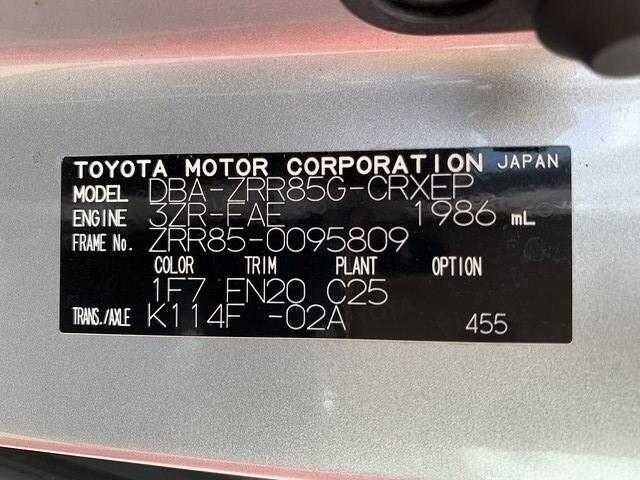 TOYOTA MOTOR CORPORATION JAPAN
MODEL DBA-ZRR85G-CRXEP
ENGINE 3ZR-FAE 1986 mL
FRAME No. ZRR85-0095809
COLOR TRIM PLANT OPTION
1F7 FN20 C25
TRANS./AXLE K114F -02A 455